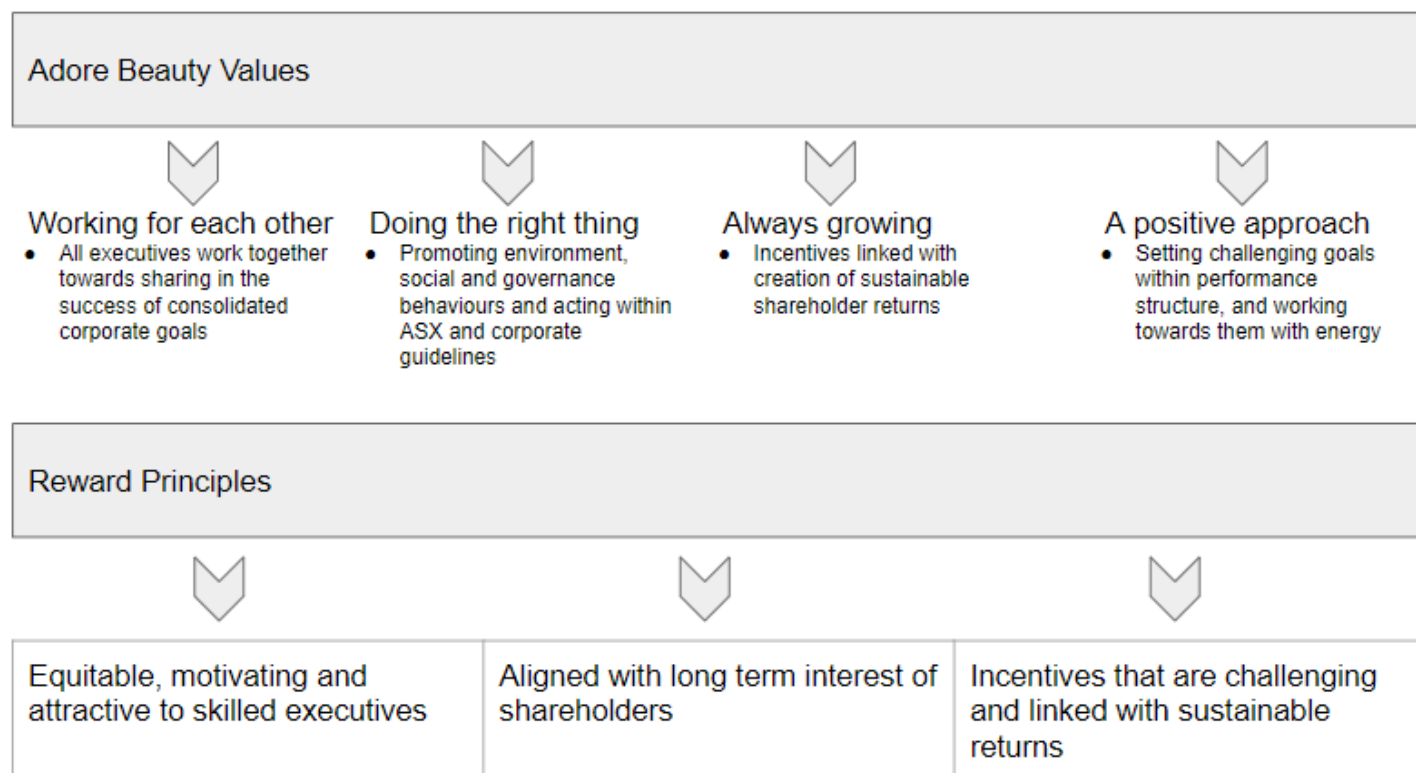 Adore Beauty Values
Working for each other
● All executives work together
towards sharing in the
success of consolidated
corporate goals
Doing the right thing
● Promoting environment,
social and governance
behaviours and acting within
ASX and corporate
guidelines
Always growing
● Incentives linked with
creation of sustainable
shareholder returns
A positive approach
● Setting challenging goals
within performance
structure, and working
towards them with energy
Reward Principles
Equitable, motivating and
attractive to skilled executives
Aligned with long term interest of
shareholders
Incentives that are challenging
and linked with sustainable
returns